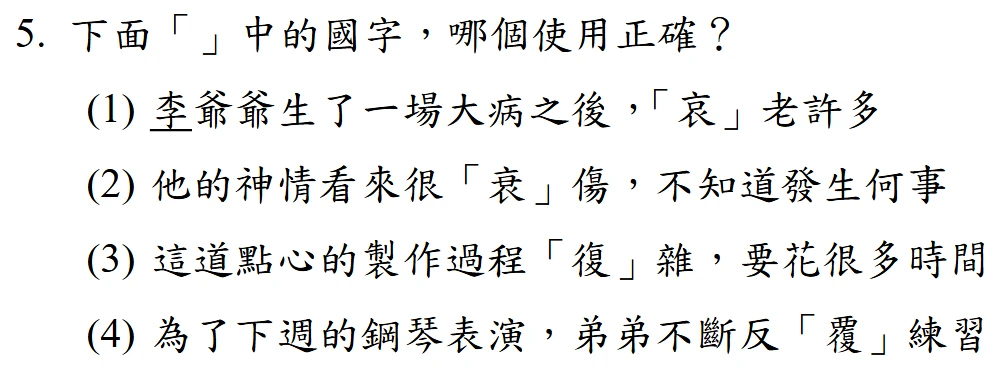 5. 下面「」中的國字，哪個使用正確？
(1) 李爺爺生了一場大病之後，「哀」老許多
(2) 他的神情看來很「衰」傷，不知道發生何事
(3) 這道點心的製作過程「復」雜，要花很多時間
(4) 為了下週的鋼琴表演，弟弟不斷反「覆」練習